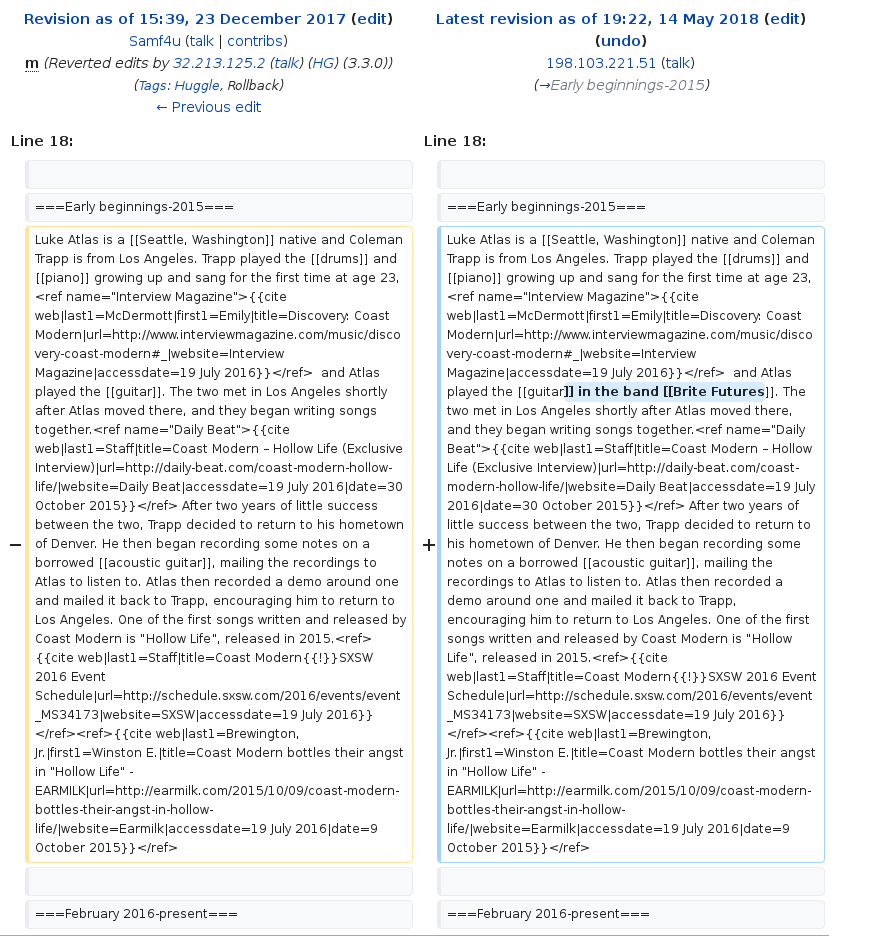 Revision as of 15:39, 23 December 2017 (edit)
Samf4u (talk | contribs)
m (Reverted edits by 32.213.125.2 (talk) (HG) (3.3.0))
(Tags: Huggle, Rollback)
← Previous edit
Latest revision as of 19:22, 14 May 2018 (edit)
(undo)
198.103.221.51 (talk)
(→Early beginnings-2015)
Line 18:
Line 18:
===Early beginnings-2015===
===Early beginnings-2015===
−
Luke Atlas is a [[Seattle, Washington]] native and Coleman
Trapp is from Los Angeles. Trapp played the [[drums]] and
[[piano]] growing up and sang for the first time at age 23,
<ref name="Interview Magazine">{{cite
web|last1=McDermott|first1=Emily|title=Discovery: Coast
Modern|url=http://www.interviewmagazine.com/music/disco
very-coast-modern#_|website=Interview
Magazine|accessdate=19 July 2016}}</ref>  and Atlas
played the [[guitar]]. The two met in Los Angeles shortly
after Atlas moved there, and they began writing songs
together.<ref name="Daily Beat">{{cite
web|last1=Staff|title=Coast Modern – Hollow Life (Exclusive
Interview)|url=http://daily-beat.com/coast-modern-hollow-
life/|website=Daily Beat|accessdate=19 July 2016|date=30
October 2015}}</ref> After two years of little success
between the two, Trapp decided to return to his hometown
of Denver. He then began recording some notes on a
borrowed [[acoustic guitar]], mailing the recordings to
Atlas to listen to. Atlas then recorded a demo around one
and mailed it back to Trapp, encouraging him to return to
Los Angeles. One of the first songs written and released by
Coast Modern is "Hollow Life", released in 2015.<ref>
{{cite web|last1=Staff|title=Coast Modern{{!}}SXSW
2016 Event
Schedule|url=http://schedule.sxsw.com/2016/events/event
_MS34173|website=SXSW|accessdate=19 July 2016}}
</ref><ref>{{cite web|last1=Brewington,
Jr.|first1=Winston E.|title=Coast Modern bottles their angst
in "Hollow Life" -
EARMILK|url=http://earmilk.com/2015/10/09/coast-modern-
bottles-their-angst-in-hollow-
life/|website=Earmilk|accessdate=19 July 2016|date=9
October 2015}}</ref>
+
Luke Atlas is a [[Seattle, Washington]] native and Coleman
Trapp is from Los Angeles. Trapp played the [[drums]] and
[[piano]] growing up and sang for the first time at age 23,
<ref name="Interview Magazine">{{cite
web|last1=McDermott|first1=Emily|title=Discovery: Coast
Modern|url=http://www.interviewmagazine.com/music/disco
very-coast-modern#_|website=Interview
Magazine|accessdate=19 July 2016}}</ref>  and Atlas
played the [[guitar]] in the band [[Brite Futures]]. The
two met in Los Angeles shortly after Atlas moved there,
and they began writing songs together.<ref name="Daily
Beat">{{cite web|last1=Staff|title=Coast Modern – Hollow
Life (Exclusive Interview)|url=http://daily-beat.com/coast-
modern-hollow-life/|website=Daily Beat|accessdate=19 July
2016|date=30 October 2015}}</ref> After two years of
little success between the two, Trapp decided to return to
his hometown of Denver. He then began recording some
notes on a borrowed [[acoustic guitar]], mailing the
recordings to Atlas to listen to. Atlas then recorded a
demo around one and mailed it back to Trapp,
encouraging him to return to Los Angeles. One of the first
songs written and released by Coast Modern is "Hollow
Life", released in 2015.<ref>{{cite
web|last1=Staff|title=Coast Modern{{!}}SXSW 2016 Event
Schedule|url=http://schedule.sxsw.com/2016/events/event
_MS34173|website=SXSW|accessdate=19 July 2016}}
</ref><ref>{{cite web|last1=Brewington,
Jr.|first1=Winston E.|title=Coast Modern bottles their angst
in "Hollow Life" -
EARMILK|url=http://earmilk.com/2015/10/09/coast-modern-
bottles-their-angst-in-hollow-
life/|website=Earmilk|accessdate=19 July 2016|date=9
October 2015}}</ref>
===February 2016-present===
===February 2016-present===